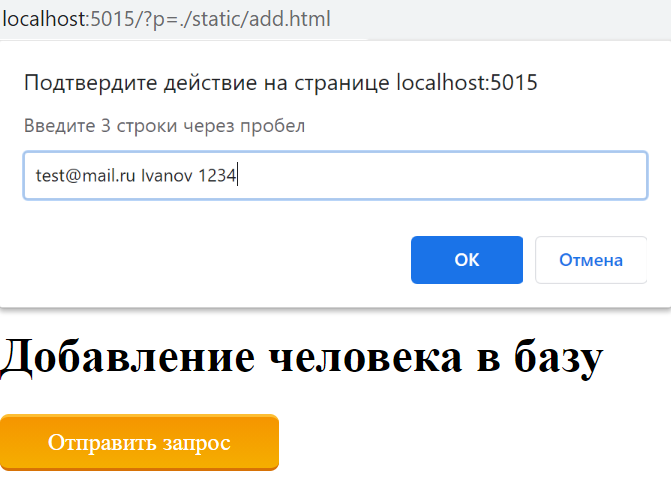 localhost:5015/?p=./static/add.html
Подтвердите действие на странице localhost:5015
Введите 3 строки через пробел
test@mail.ru Ivanov 1234
ОК Отмена
Добавление человека в базу
Отправить запрос